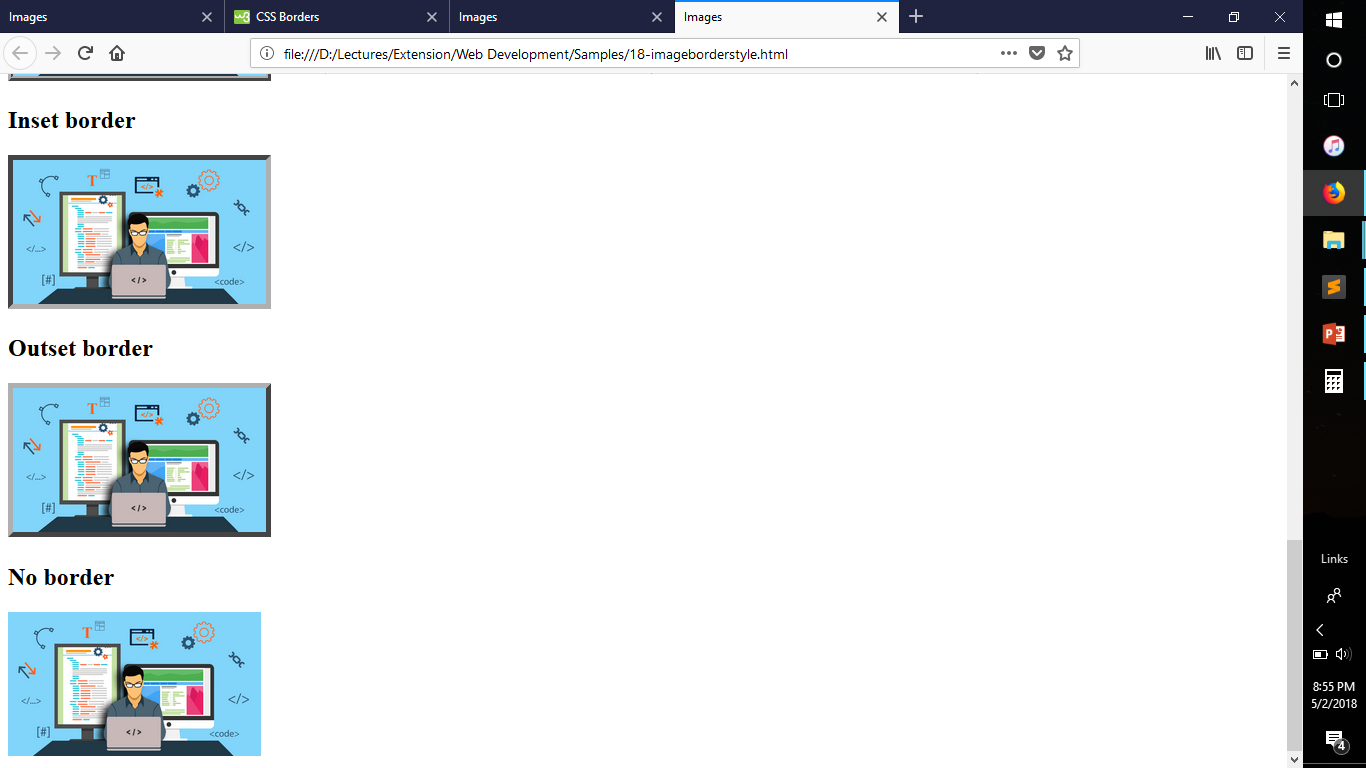 Images
CSS Borders
Images
Images
file:///D:/Lectures/Extension/Web Development/Samples/18-imageborderstyle.html
Inset border
T
</>
</...>
</>
[#]
</>
<code>
Outset border
T
</>
</...>
</>
[#]
</>
<code>
No border
T
</>
</...>
</>
[#]
</>
<code>
Links
8:55 PM
5/2/2018
4